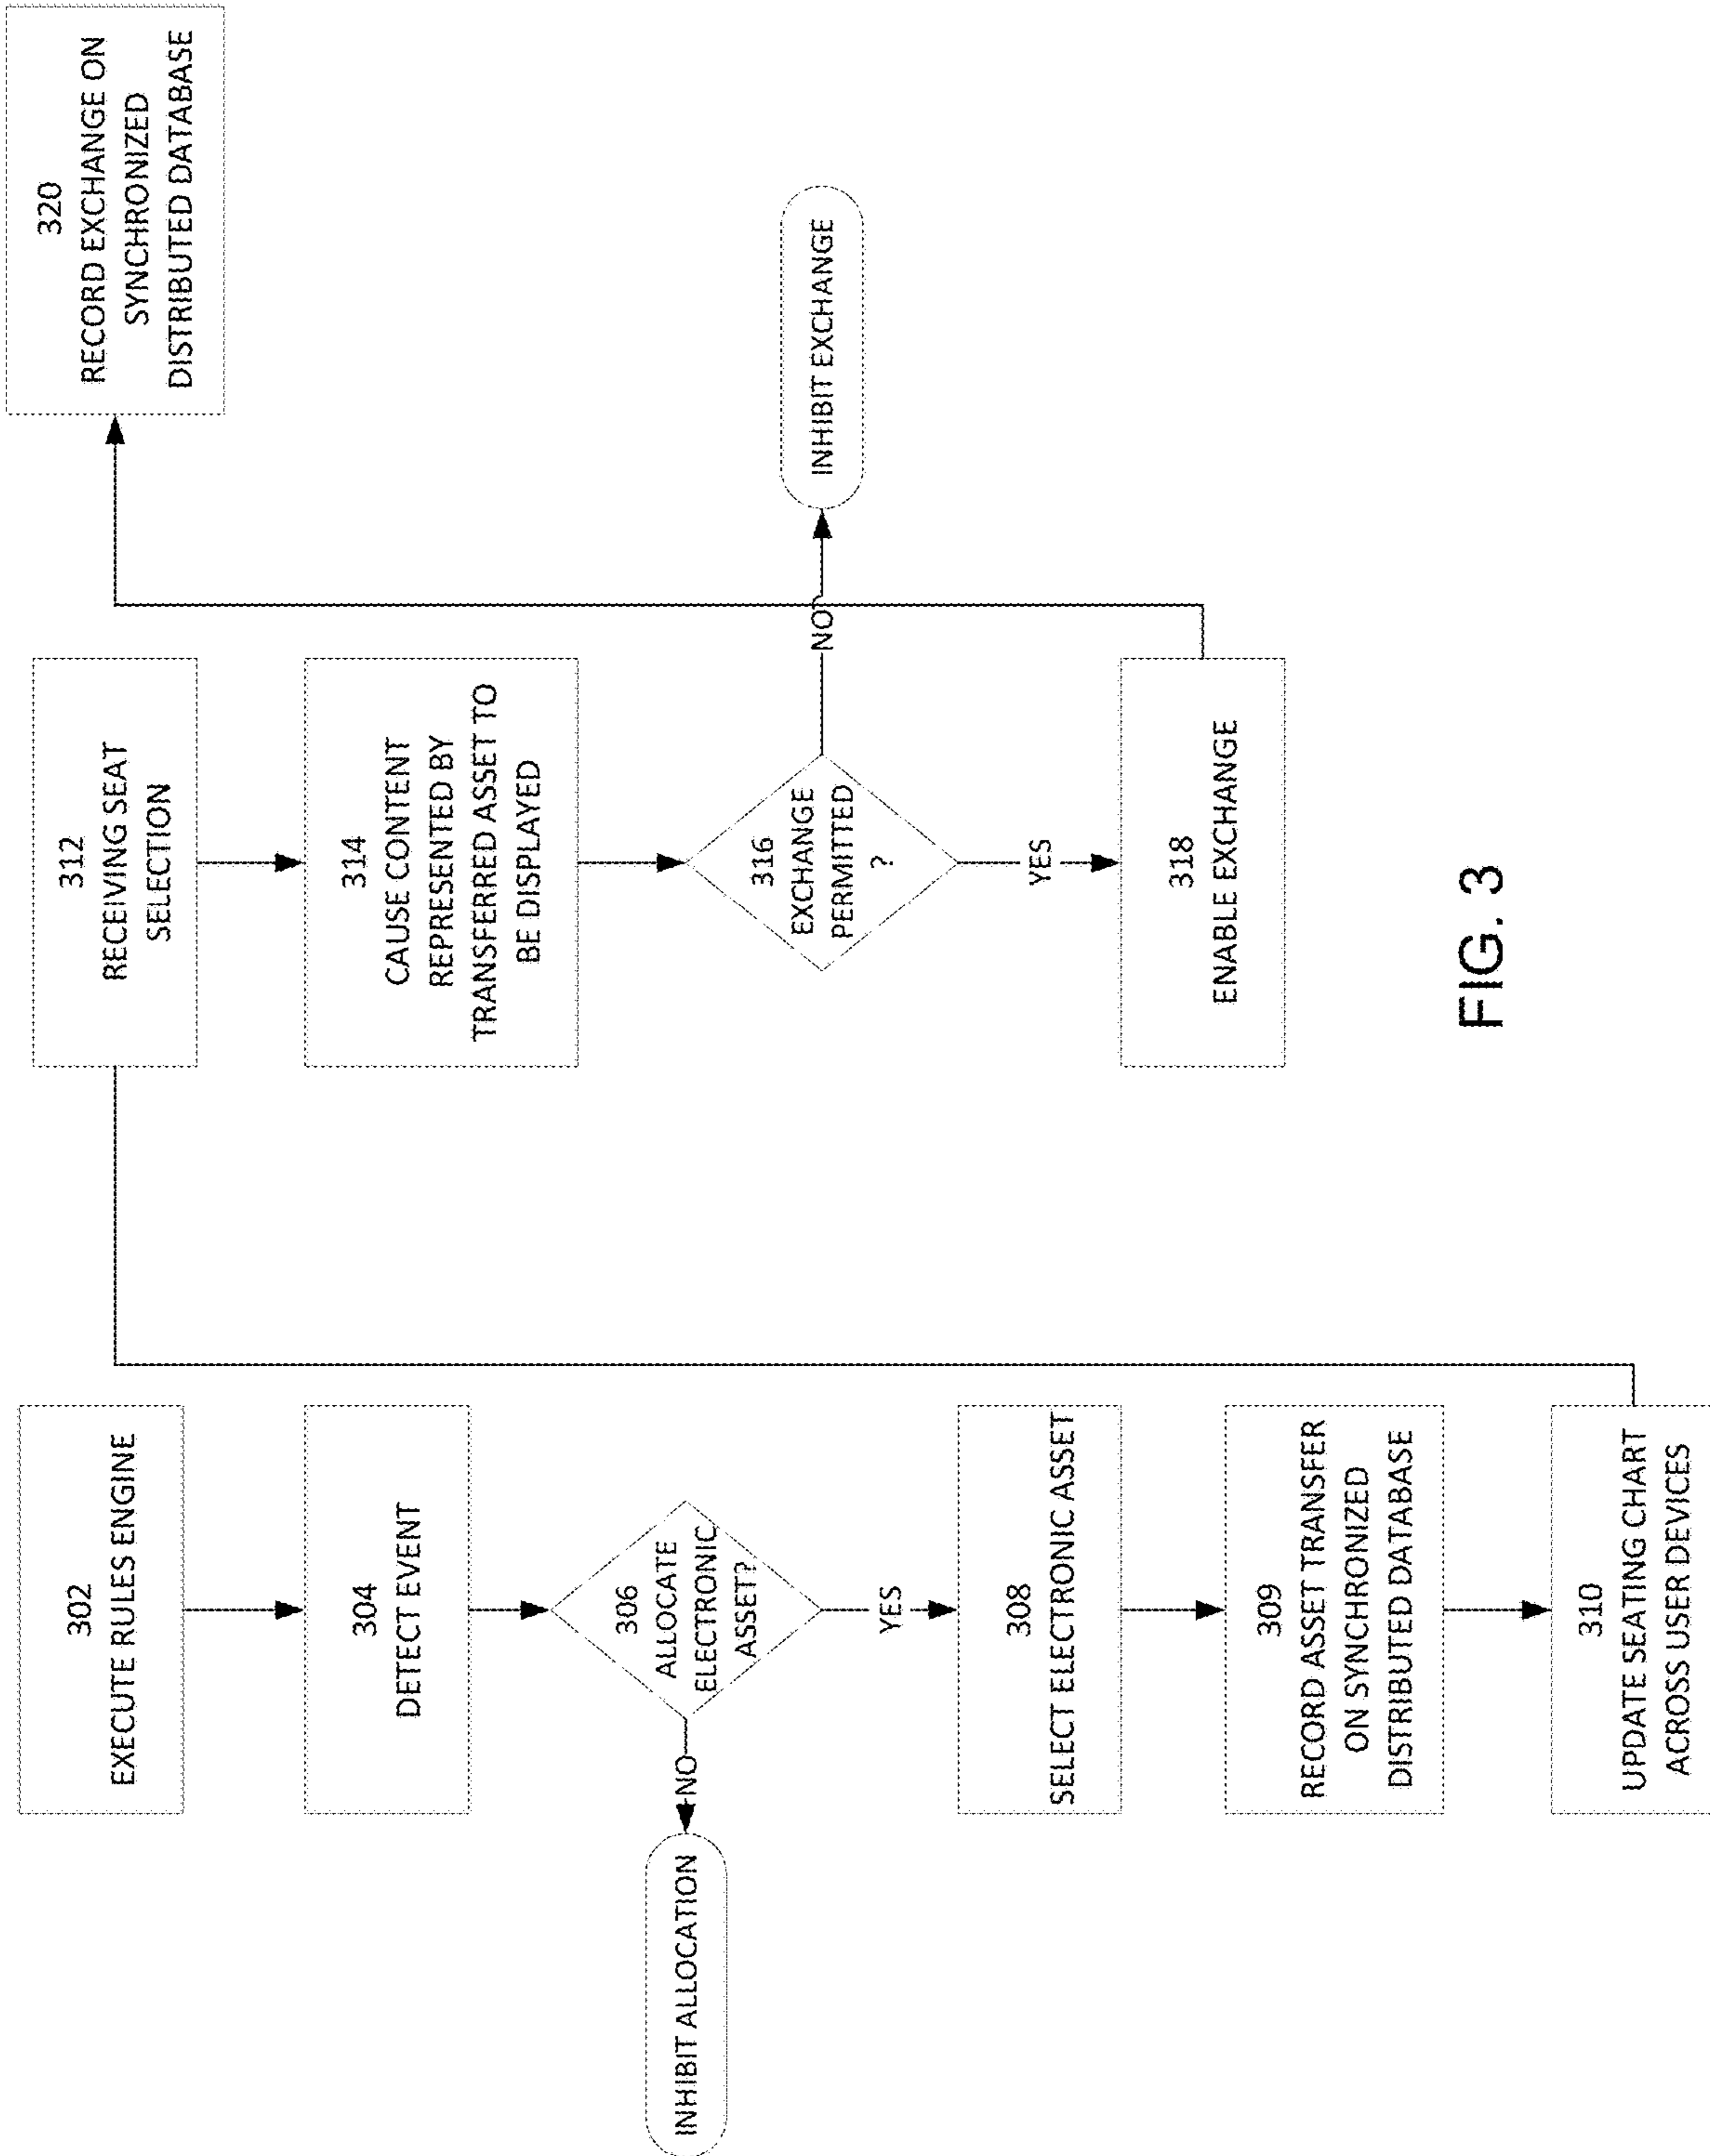 302
EXECUTE RULES ENGINE
304
DETECT EVENT
306
ALLOCATE
ELECTRONIC
ASSET?
NO
INHIBIT ALLOCATION
YES
308
SELECT ELECTRONIC ASSET
309
RECORD ASSET TRANSFER
ON SYNCHRONIZED
DISTRIBUTED DATABASE
310
UPDATE SEATING CHART
ACROSS USER DEVICES
312
RECEIVING SEAT
SELECTION
314
CAUSE CONTENT
REPRESENTED BY
TRANSFERRED ASSET TO
BE DISPLAYED
316
EXCHANGE
PERMITTED
?
NO
INHIBIT EXCHANGE
YES
318
ENABLE EXCHANGE
320
RECORD EXCHANGE ON
SYNCHRONIZED
DISTRIBUTED DATABASE
FIG. 3